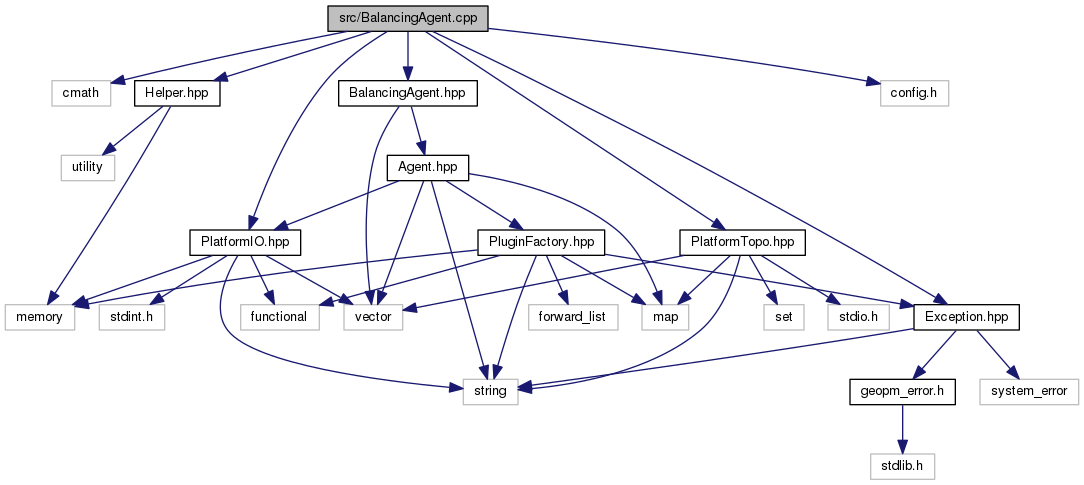 src/BalancingAgent.cpp
cmath
Helper.hpp
BalancingAgent.hpp
config.h
utility
Agent.hpp
PlatformIO.hpp
PluginFactory.hpp
PlatformTopo.hpp
memory
stdint.h
functional
vector
forward_list
map
set
stdio.h
Exception.hpp
string
geopm_error.h
system_error
stdlib.h